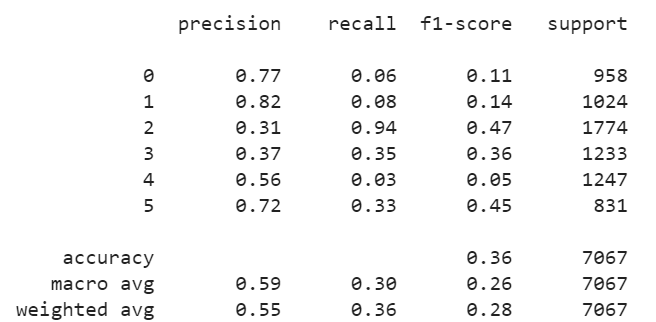 precision recall f1-score support
0 0.77 0.06 0.11 958
1 0.82 0.08 0.14 1024
2 0.31 0.94 0.47 1774
3 0.37 0.35 0.36 1233
4 0.56 0.03 0.05 1247
5 0.72 0.33 0.45 831
accuracy 0.36 7067
macro avg 0.59 0.30 0.26 7067
weighted avg 0.55 0.36 0.28 7067